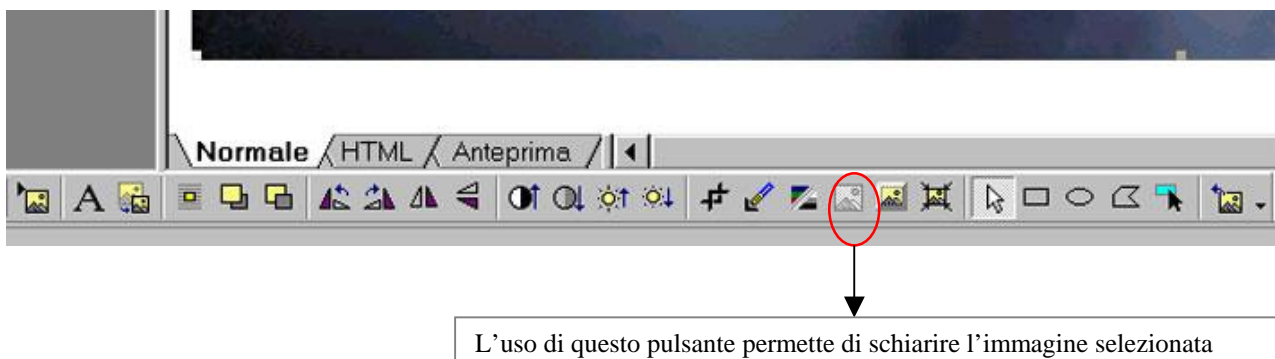 Normale HTML Anteprima
A
L’uso di questo pulsante permette di schiarire l’immagine selezionata